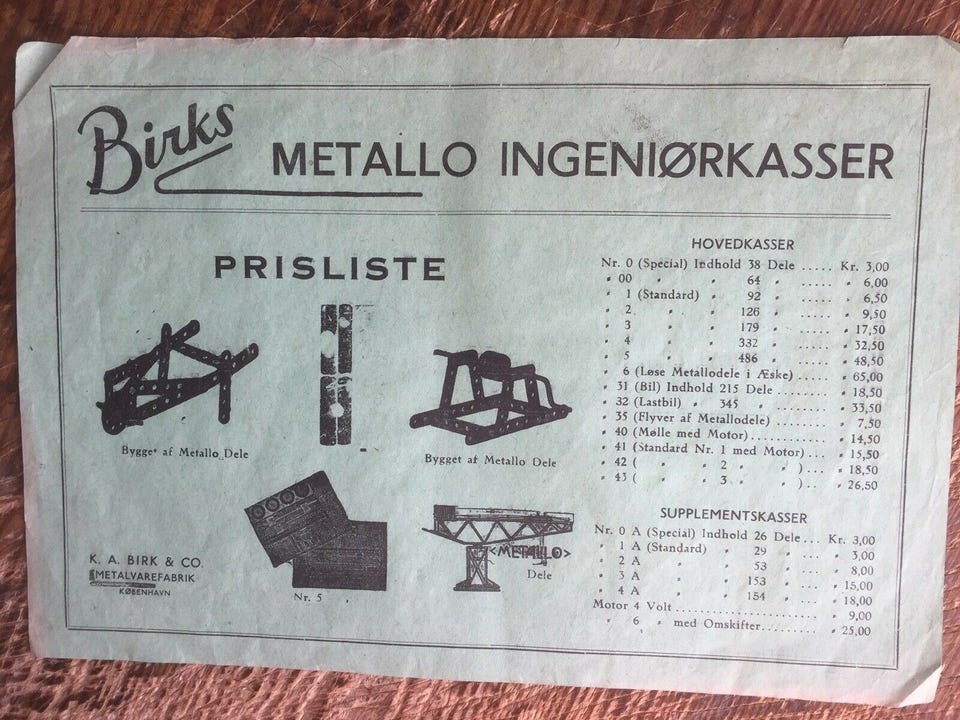 Birks
METALLO INGENIØRKASSER
PRISLISTE
Bygget af Metallo Dele
Bygget af Metallo Dele
Nr. 5
<METALLO>
Dele
K. A. BIRK & CO.
METALVAREFABRIK
KØBENHAVN
HOVEDKASSER
Nr. 0 (Special) Indhold 38 Dele ..... Kr. 3,00
" 00 " " 64 " ..... " 6,00
" 1 (Standard) " 92 " ..... " 6,50
" 2 " " 126 " ..... " 9,50
" 3 " " 179 " ..... " 17,50
" 4 " " 332 " ..... " 32,50
" 5 " " 486 " ..... " 48,50
" 6 (Løse Metallodele i Æske) ..... " 65,00
" 31 (Bil) Indhold 215 Dele ........ " 18,50
" 32 (Lastbil) " 345 " ........ " 33,50
" 35 (Flyver af Metallodele) ........ " 7,50
" 40 (Mølle med Motor) ............ " 14,50
" 41 (Standard Nr. 1 med Motor) ... " 15,50
" 42 ( " " 2 " " ) ... " 18,50
" 43 ( " " 3 " " ) .. " 26,50
SUPPLEMENTSKASSER
Nr. 0 A (Special) Indhold 26 Dele... Kr. 3,00
" 1 A (Standard) " 29 " ... " 3,00
" 2 A " " 53 " ... " 8,00
" 3 A " " 153 " ... " 15,00
" 4 A " " 154 " ... " 18,00
Motor 4 Volt ........................ " 9,00
" 6 " med Omskifter.......... " 25,00